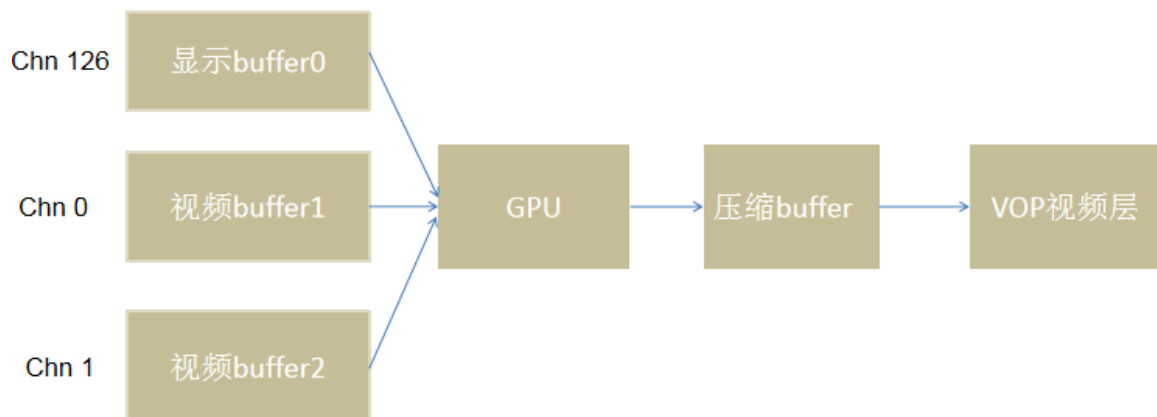 Chn 126
显示buffer0
Chn 0
视频buffer1
GPU
压缩buffer
VOP视频层
Chn 1
视频buffer2